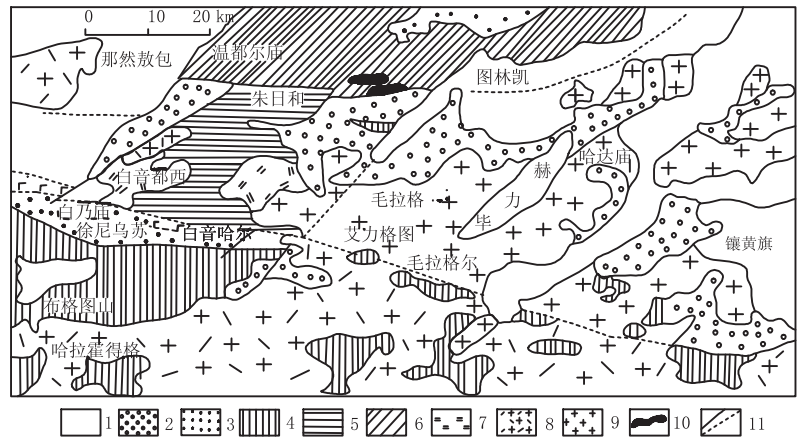 0 10 20 km
那然敖包
温都尔庙
图林凯
朱日和
哈达庙
赫
力
毕
白音都西
毛拉格
白乃庙
徐尼乌苏
白音哈尔
艾力格图
镶黄旗
毛拉格尔
布格图山
哈拉霍得格
1 2 3 4 5 6 7 8 9 10 11